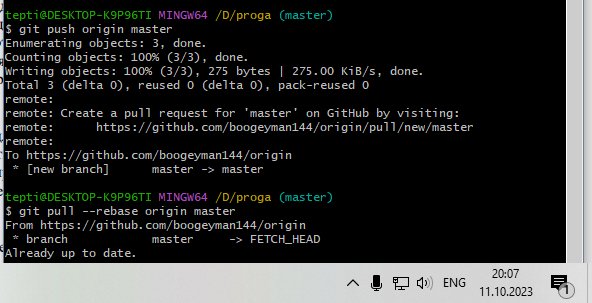 tepti@DESKTOP-K9P96TI MINGW64 /D/proga (master)
$ git push origin master
Enumerating objects: 3, done.
Counting objects: 100% (3/3), done.
Writing objects: 100% (3/3), 275 bytes | 275.00 KiB/s, done.
Total 3 (delta 0), reused 0 (delta 0), pack-reused 0
remote:
remote: Create a pull request for 'master' on GitHub by visiting:
remote:      https://github.com/boogeyman144/origin/pull/new/master
remote:
To https://github.com/boogeyman144/origin
 * [new branch]      master -> master
tepti@DESKTOP-K9P96TI MINGW64 /D/proga (master)
$ git pull --rebase origin master
From https://github.com/boogeyman144/origin
 * branch            master     -> FETCH_HEAD
Already up to date.
ENG
20:07
11.10.2023
1